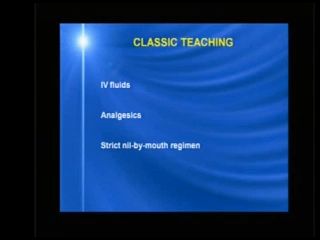 CLASSIC TEACHING
IV fluids
Analgesics
Strict nil-by-mouth regimen